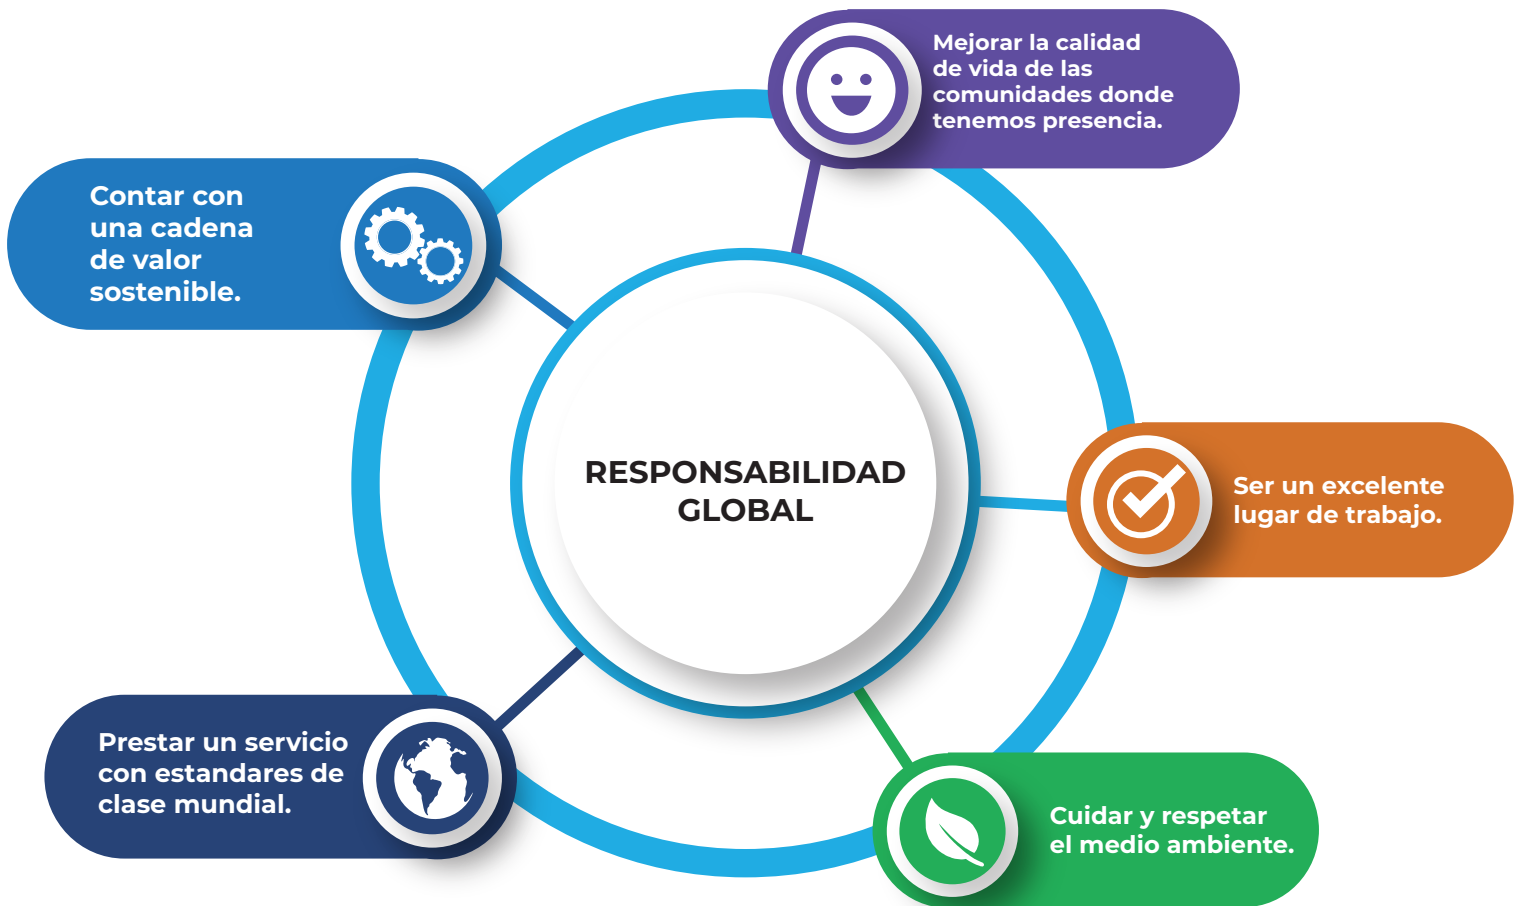 Mejorar la calidad
de vida de las
comunidades donde
tenemos presencia.
Contar con
una cadena
de valor
sostenible.
RESPONSABILIDAD
GLOBAL
Ser un excelente
lugar de trabajo.
Prestar un servicio
con estandares de
clase mundial.
Cuidar y respetar
el medio ambiente.